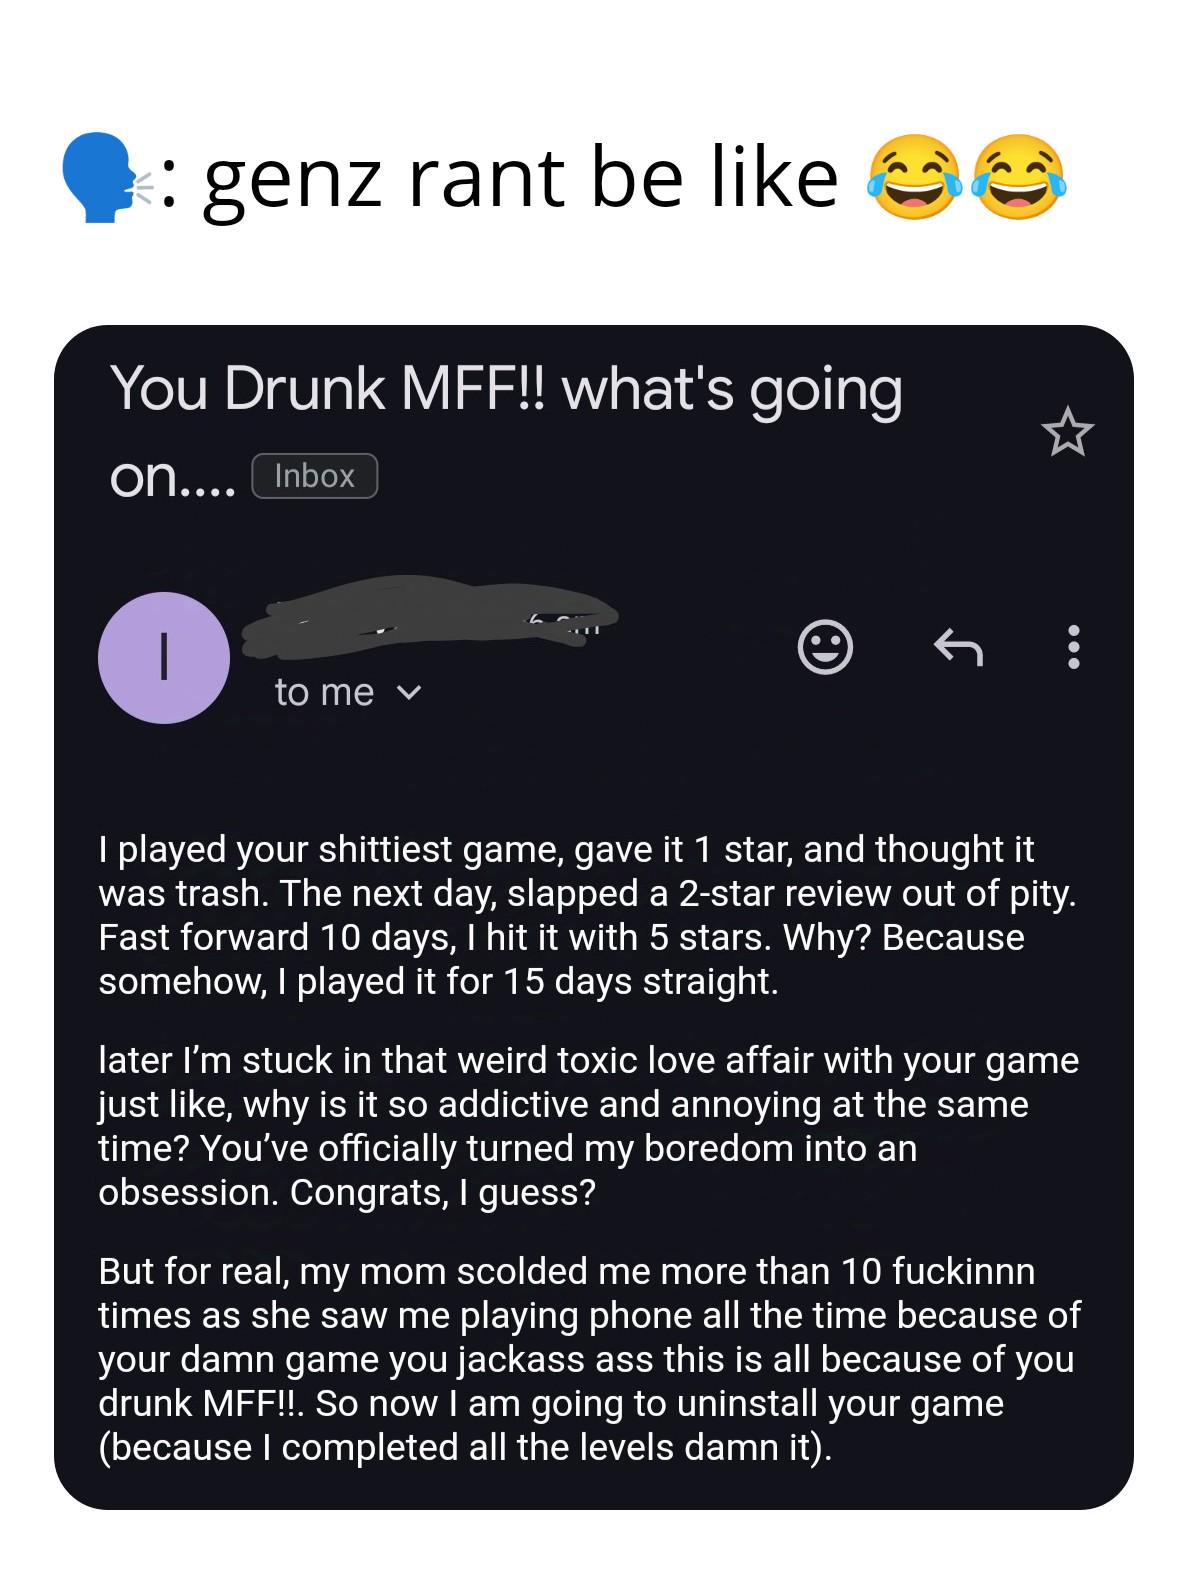 🗣️: genz rant be like 😂😂
You Drunk MFF!! what's going
on.... Inbox
I
to me
I played your shittiest game, gave it 1 star, and thought it
was trash. The next day, slapped a 2-star review out of pity.
Fast forward 10 days, I hit it with 5 stars. Why? Because
somehow, I played it for 15 days straight.
later I’m stuck in that weird toxic love affair with your game
just like, why is it so addictive and annoying at the same
time? You’ve officially turned my boredom into an
obsession. Congrats, I guess?
But for real, my mom scolded me more than 10 fuckinnn
times as she saw me playing phone all the time because of
your damn game you jackass ass this is all because of you
drunk MFF!!. So now I am going to uninstall your game
(because I completed all the levels damn it).